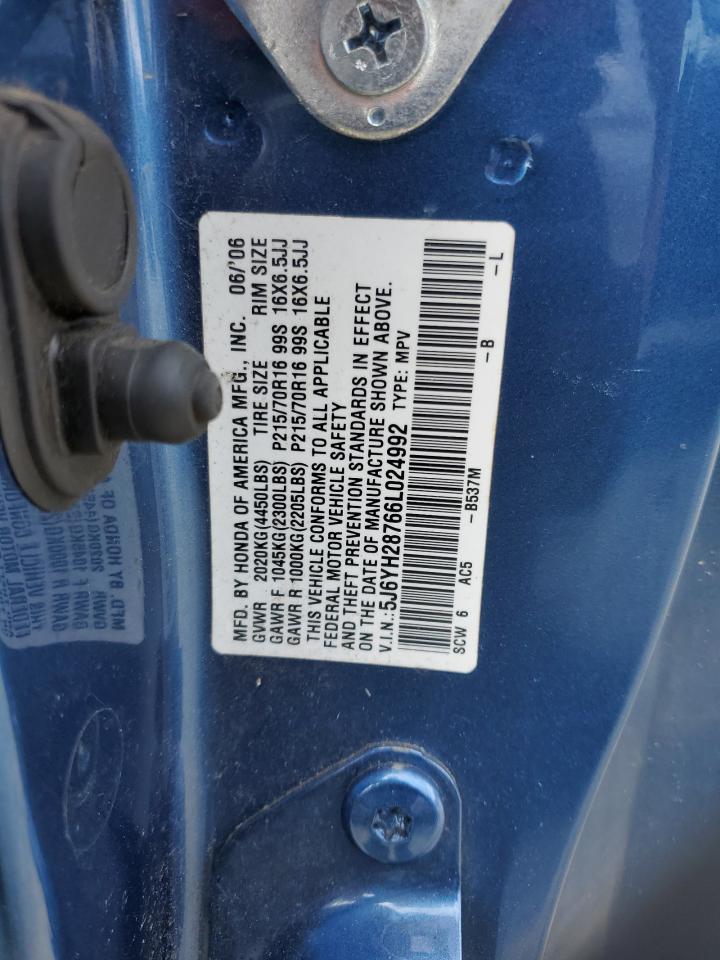 MFD. BY HONDA OF AMERICA MFG., INC. 06/'06
GVWR 2020KG(4450LBS) TIRE SIZE RIM SIZE
GAWR F 1045KG(2300LBS) P215/70R16 99S 16X6.5JJ
GAWR R 1000KG(2205LBS) P215/70R16 99S 16X6.5JJ
THIS VEHICLE CONFORMS TO ALL APPLICABLE
FEDERAL MOTOR VEHICLE SAFETY
AND THEFT PREVENTION STANDARDS IN EFFECT
ON THE DATE OF MANUFACTURE SHOWN ABOVE.
V.I.N.:5J6YH28766L024992 TYPE: MPV
SCW 6 AC5 -B537M -B -L